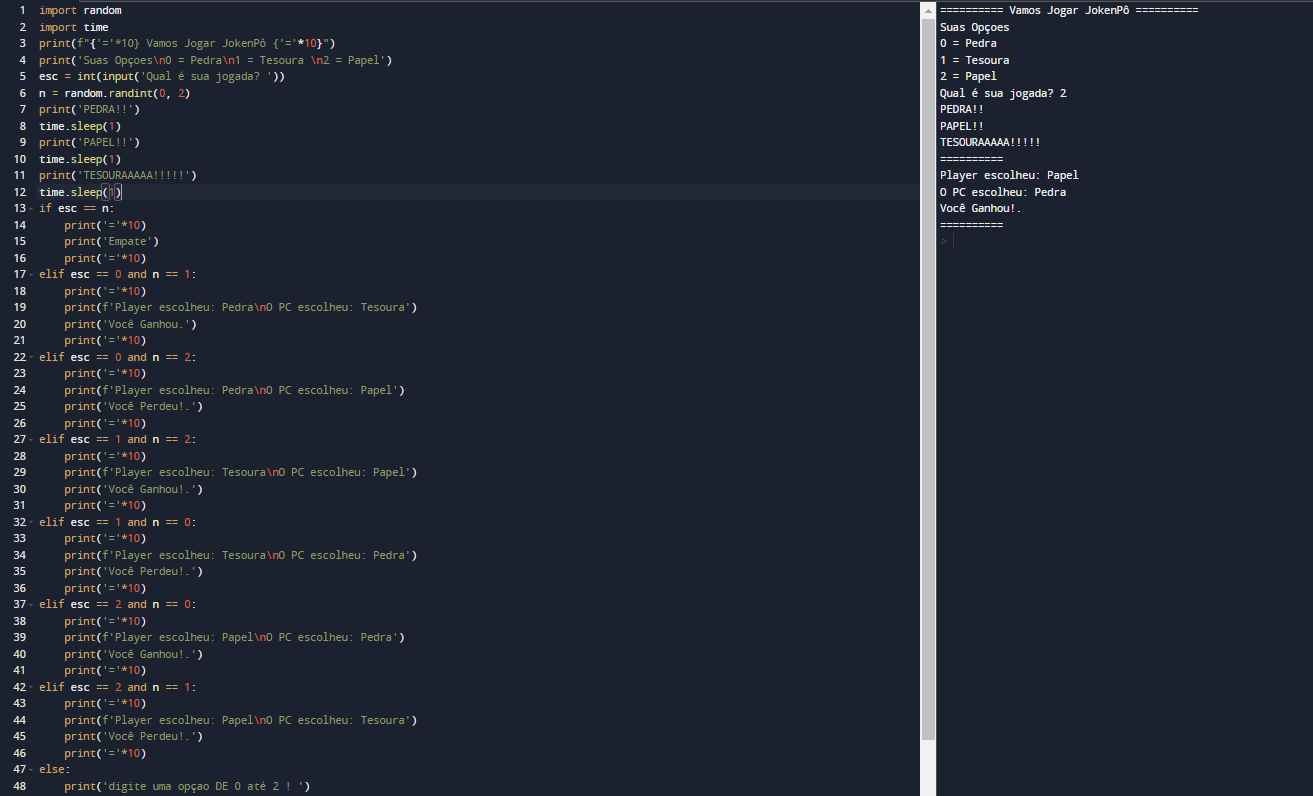 1 import random
2 import time
3 print(f"{'='*10} Vamos Jogar JokenPô {'='*10}")
4 print('Suas Opçoes\n0 = Pedra\n1 = Tesoura \n2 = Papel')
5 esc = int(input('Qual é sua jogada? '))
6 n = random.randint(0, 2)
7 print('PEDRA!!')
8 time.sleep(1)
9 print('PAPEL!!')
10 time.sleep(1)
11 print('TESOURAAAAA!!!!!')
12 time.sleep(1)
13 if esc == n:
14     print('='*10)
15     print('Empate')
16     print('='*10)
17 elif esc == 0 and n == 1:
18     print('='*10)
19     print(f'Player escolheu: Pedra\nO PC escolheu: Tesoura')
20     print('Você Ganhou.')
21     print('='*10)
22 elif esc == 0 and n == 2:
23     print('='*10)
24     print(f'Player escolheu: Pedra\nO PC escolheu: Papel')
25     print('Você Perdeu!.')
26     print('='*10)
27 elif esc == 1 and n == 2:
28     print('='*10)
29     print(f'Player escolheu: Tesoura\nO PC escolheu: Papel')
30     print('Você Ganhou!.')
31     print('='*10)
32 elif esc == 1 and n == 0:
33     print('='*10)
34     print(f'Player escolheu: Tesoura\nO PC escolheu: Pedra')
35     print('Você Perdeu!.')
36     print('='*10)
37 elif esc == 2 and n == 0:
38     print('='*10)
39     print(f'Player escolheu: Papel\nO PC escolheu: Pedra')
40     print('Você Ganhou!.')
41     print('='*10)
42 elif esc == 2 and n == 1:
43     print('='*10)
44     print(f'Player escolheu: Papel\nO PC escolheu: Tesoura')
45     print('Você Perdeu!.')
46     print('='*10)
47 else:
48     print('digite uma opçao DE 0 até 2 ! ')
========== Vamos Jogar JokenPô ==========
Suas Opçoes
0 = Pedra
1 = Tesoura
2 = Papel
Qual é sua jogada? 2
PEDRA!!
PAPEL!!
TESOURAAAAA!!!!!
==========
Player escolheu: Papel
O PC escolheu: Pedra
Você Ganhou!.
==========
>